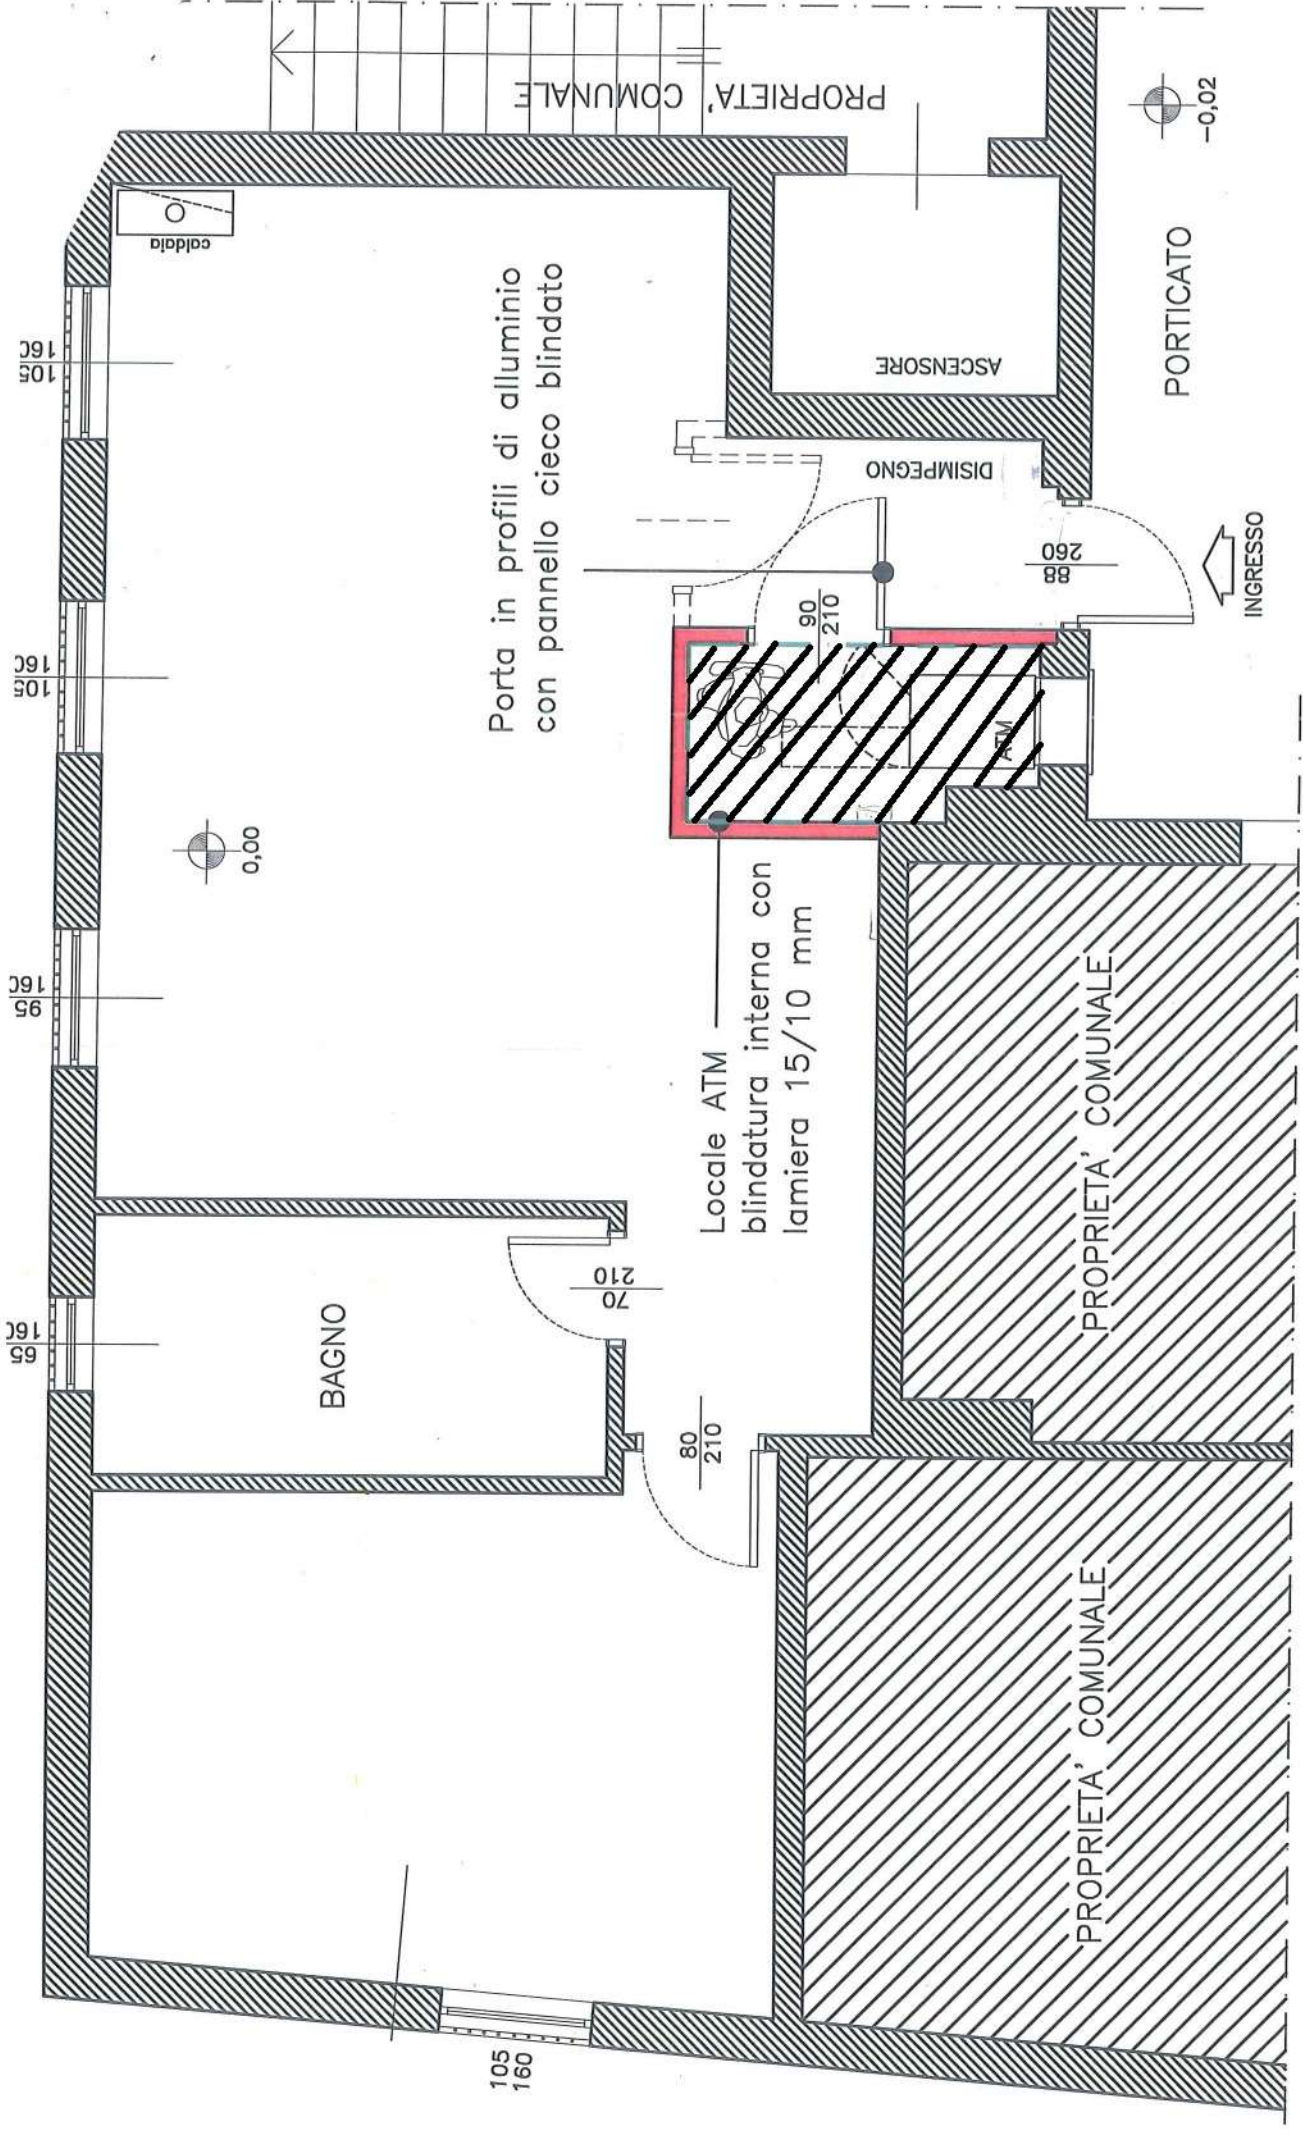 PROPRIETA' COMUNALE
-0,02
caldaia
105
160
105
160
95
160
65
160
Porta in profili di alluminio
con pannello cieco blindato
ASCENSORE
PORTICATO
DISIMPEGNO
88
260
INGRESSO
90
210
ATM
0,00
Locale ATM
blindatura interna con
lamiera 15/10 mm
PROPRIETA' COMUNALE
BAGNO
70
210
80
210
PROPRIETA' COMUNALE
105
160